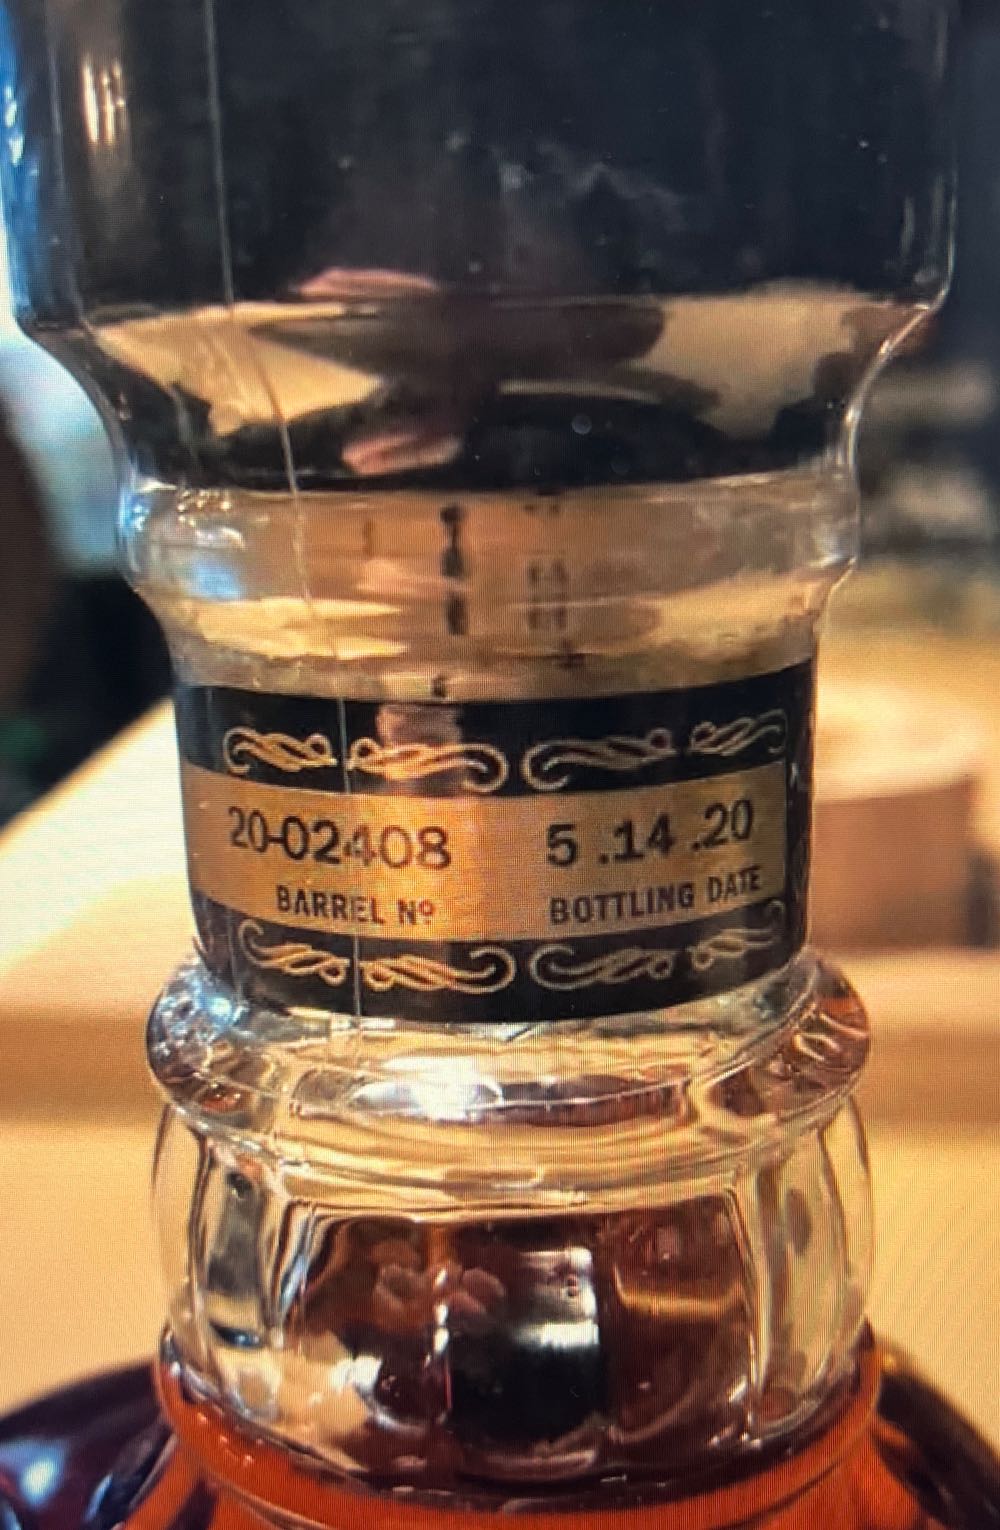 20-02408 5 .14 .20
BARREL Nº BOTTLING DATE